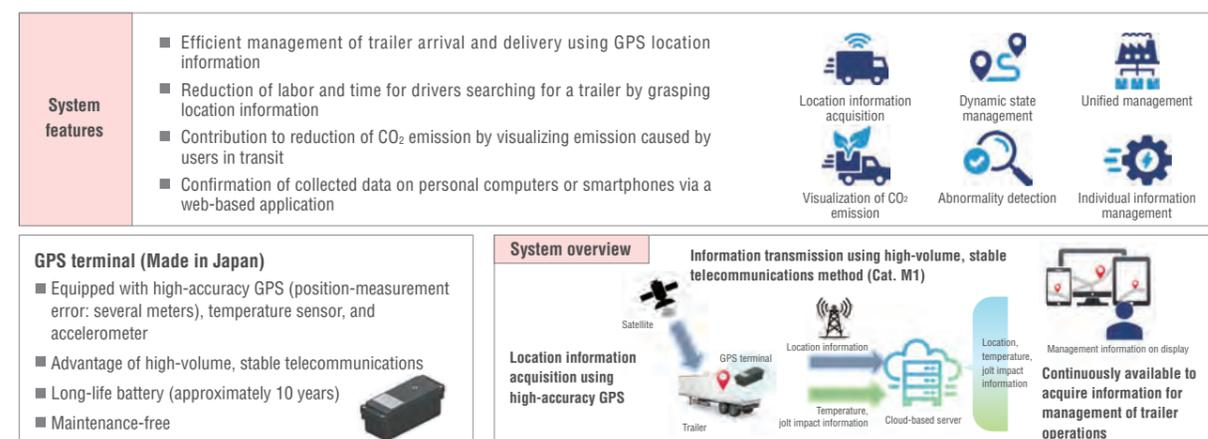 System
features
■ Efficient management of trailer arrival and delivery using GPS location
information
■ Reduction of labor and time for drivers searching for a trailer by grasping
location information
■ Contribution to reduction of CO₂ emission by visualizing emission caused by
users in transit
■ Confirmation of collected data on personal computers or smartphones via a
web-based application
Location information
acquisition
Dynamic state
management
Unified management
Visualization of CO₂
emission
Abnormality detection
Individual information
management
GPS terminal (Made in Japan)
■ Equipped with high-accuracy GPS (position-measurement
error: several meters), temperature sensor, and
accelerometer
■ Advantage of high-volume, stable telecommunications
■ Long-life battery (approximately 10 years)
■ Maintenance-free
System overview
Information transmission using high-volume, stable
telecommunications method (Cat. M1)
Satellite
Location information
acquisition using
high-accuracy GPS
GPS terminal
Trailer
Location information
Temperature,
jolt impact information
Cloud-based server
Location,
temperature,
jolt impact
information
Management information on display
Continuously available to
acquire information for
management of trailer
operations